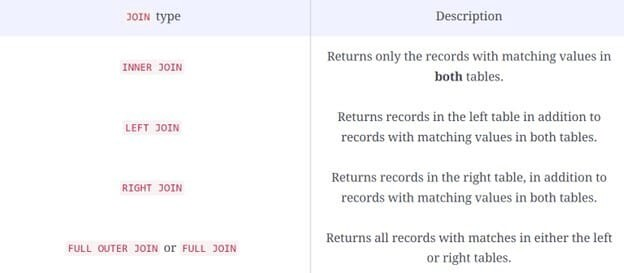 JOIN type
Description
INNER JOIN
Returns only the records with matching values in
both tables.
LEFT JOIN
Returns records in the left table in addition to
records with matching values in both tables.
RIGHT JOIN
Returns records in the right table, in addition to
records with matching values in both tables.
FULL OUTER JOIN or FULL JOIN
Returns all records with matches in either the left
or right tables.